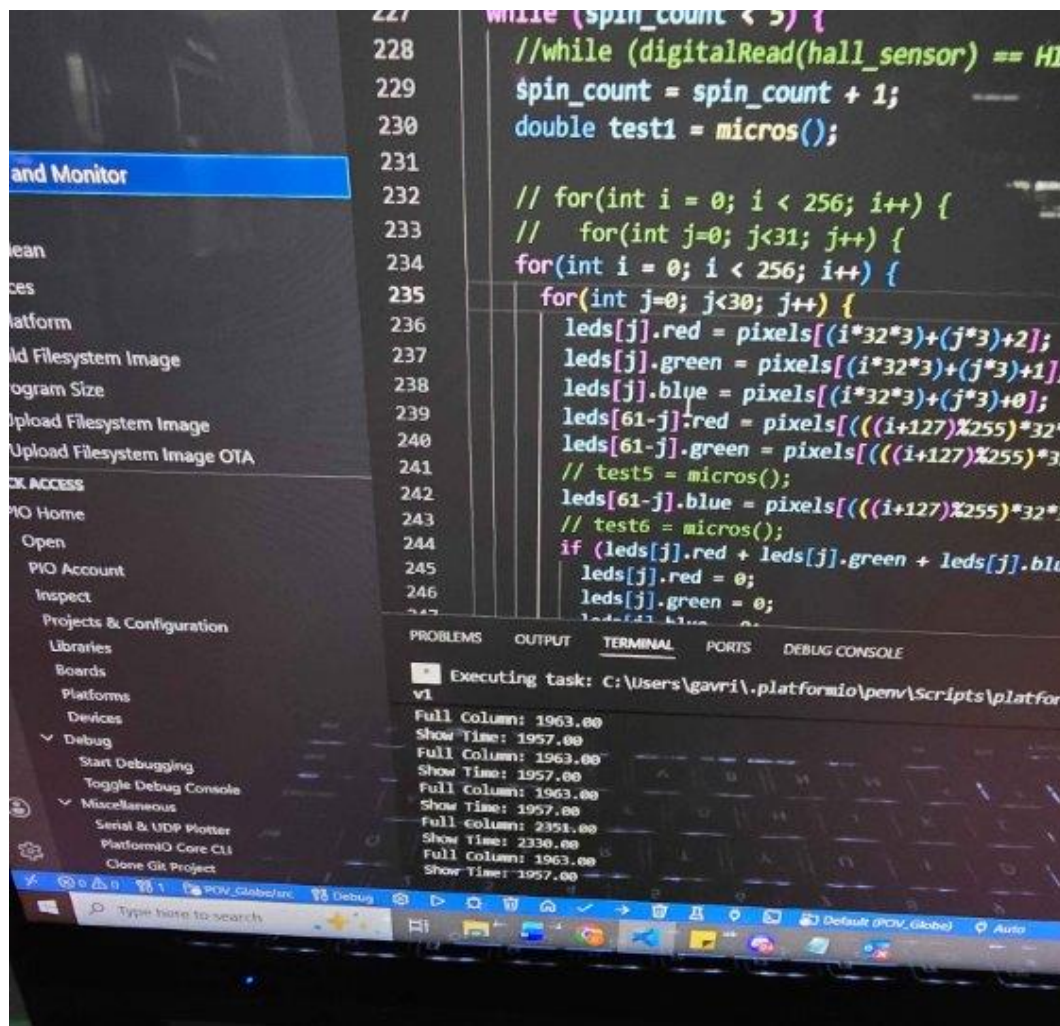 and Monitor
lean
ces
latform
ild Filesystem Image
ogram Size
Upload Filesystem Image
Upload Filesystem Image OTA
CK ACCESS
PIO Home
Open
PIO Account
Inspect
Projects & Configuration
Libraries
Boards
Platforms
Devices
Debug
Start Debugging
Toggle Debug Console
Miscellaneous
Serial & UDP Plotter
PlatformIO Core CLI
Clone Git Project
227 while (spin_count < 5) {
228 //while (digitalRead(hall_sensor) == HI
229 spin_count = spin_count + 1;
230 double test1 = micros();
231
232 // for(int i = 0; i < 256; i++) {
233 // for(int j=0; j<31; j++) {
234 for(int i = 0; i < 256; i++) {
235 for(int j=0; j<30; j++) {
236 leds[j].red = pixels[(i*32*3)+(j*3)+2];
237 leds[j].green = pixels[(i*32*3)+(j*3)+1];
238 leds[j].blue = pixels[(i*32*3)+(j*3)+0];
239 leds[61-j].red = pixels[(((i+127)%255)*32*
240 leds[61-j].green = pixels[(((i+127)%255)*3
241 // test5 = micros();
242 leds[61-j].blue = pixels[(((i+127)%255)*32*
243 // test6 = micros();
244 if (leds[j].red + leds[j].green + leds[j].blu
245 leds[j].red = 0;
246 leds[j].green = 0;
PROBLEMS OUTPUT TERMINAL PORTS DEBUG CONSOLE
* Executing task: C:\Users\gavri\.platformio\penv\Scripts\platfor
v1
Full Column: 1963.00
Show Time: 1957.00
Full Column: 1963.00
Show Time: 1957.00
Full Column: 1963.00
Show Time: 1957.00
Full Column: 2351.00
Show Time: 2330.00
Full Column: 1963.00
Show Time: 1957.00
0 0 1 POV_Globe/src Debug Default (POV_Globe) Auto
Type here to search